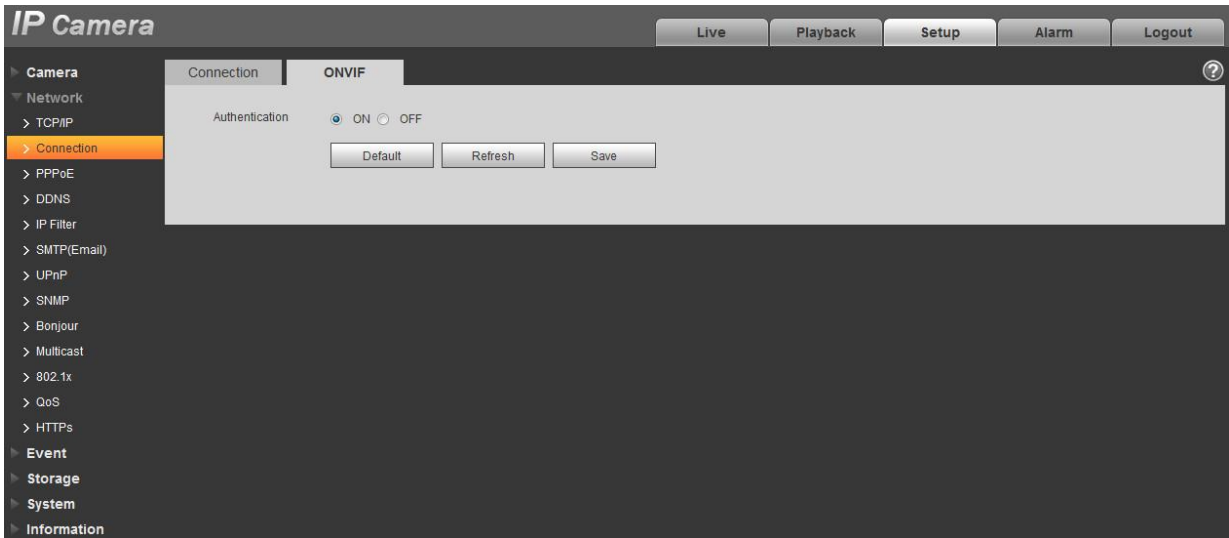 IP Camera
Live Playback Setup Alarm Logout
Camera
Network
TCP/IP
Connection
PPPoE
DDNS
IP Filter
SMTP(Email)
UPnP
SNMP
Bonjour
Multicast
802.1x
QoS
HTTPs
Event
Storage
System
Information
Connection ONVIF
?
Authentication ON OFF
Default Refresh Save